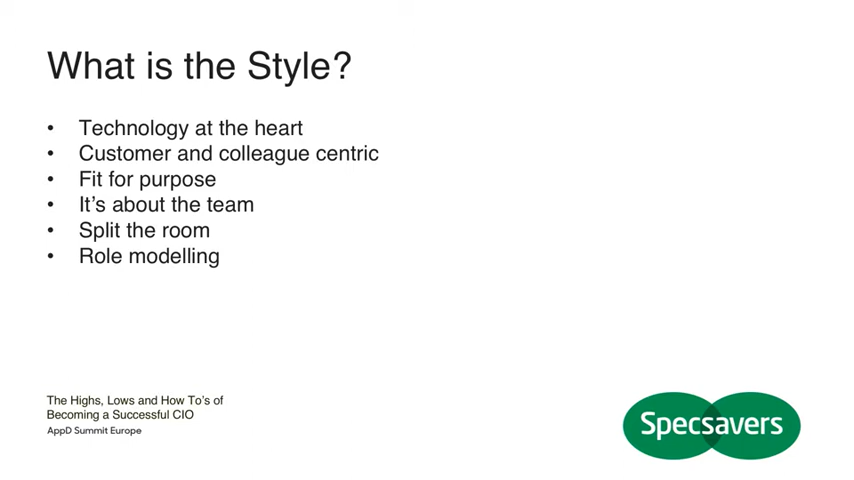 What is the Style?
• Technology at the heart
• Customer and colleague centric
• Fit for purpose
• It's about the team
• Split the room
• Role modelling
The Highs, Lows and How To's of
Becoming a Successful CIO
AppD Summit Europe
Specsavers